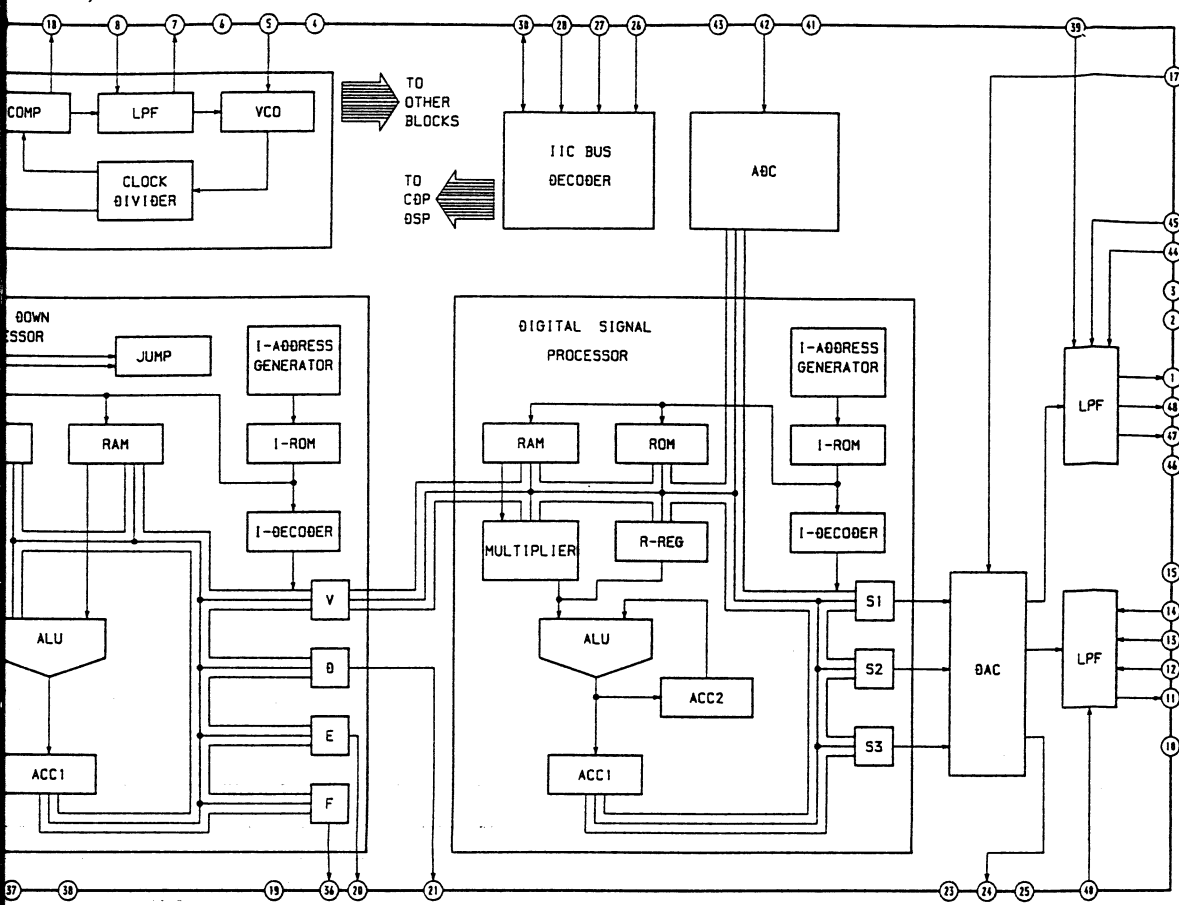 18 8 7 6 5 4 30 28 27 26 43 42 41 39
17
TO
OTHER
BLOCKS
COMP
LPF
VCO
CLOCK
DIVIDER
IIC BUS
DECODER
ADC
TO
CDP
DSP
45
44
3
2
DOWN
ESSOR
JUMP
I-ADDRESS
GENERATOR
DIGITAL SIGNAL
PROCESSOR
I-ADDRESS
GENERATOR
LPF
1
48
47
46
RAM
I-ROM
RAM
ROM
I-ROM
I-DECODER
MULTIPLIER
R-REG
I-DECODER
V
S1
15
14
13
12
11
10
ALU
D
ALU
S2
DAC
LPF
ACC2
E
S3
ACC1
F
ACC1
37 38 19 36 20 21 23 24 25 40